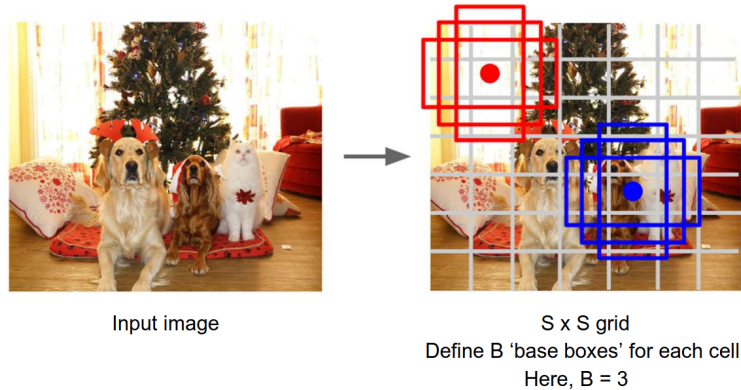 Input image
S x S grid
Define B ‘base boxes’ for each cell
Here, B = 3